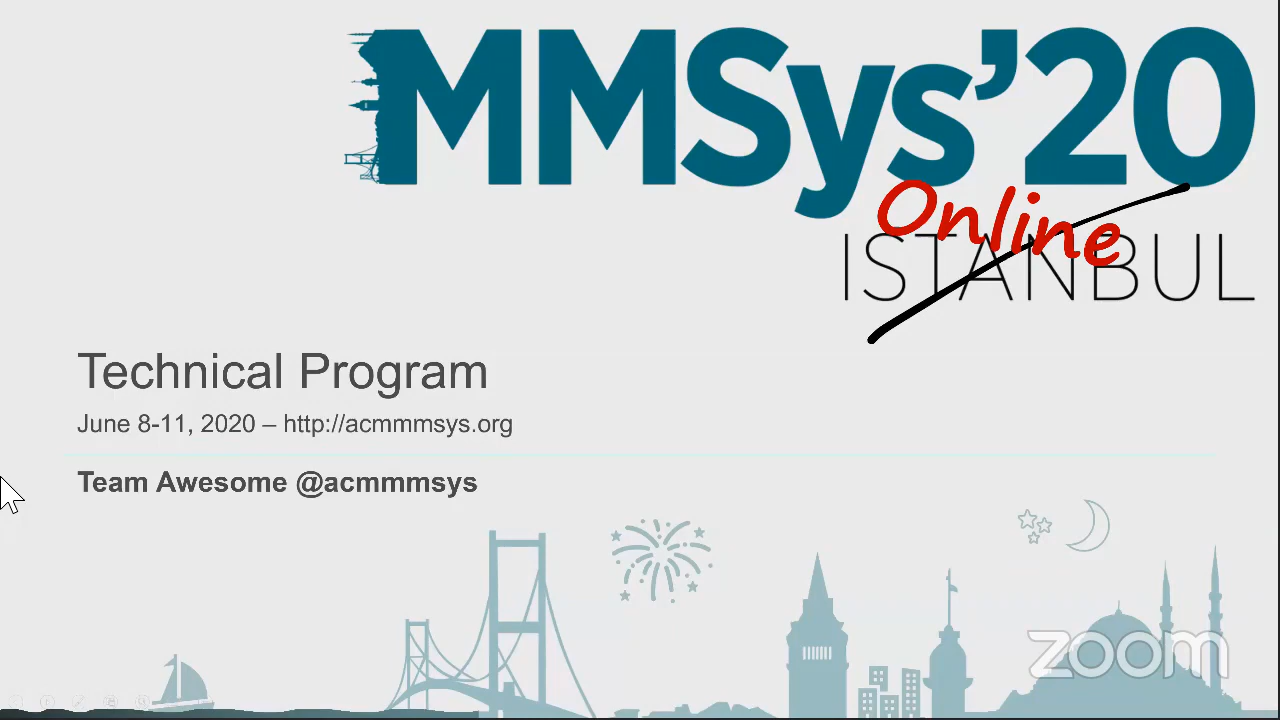 MMSys'20
Online
ISTANBUL
Technical Program
June 8-11, 2020 – http://acmmmsys.org
Team Awesome @acmmmsys
zoom